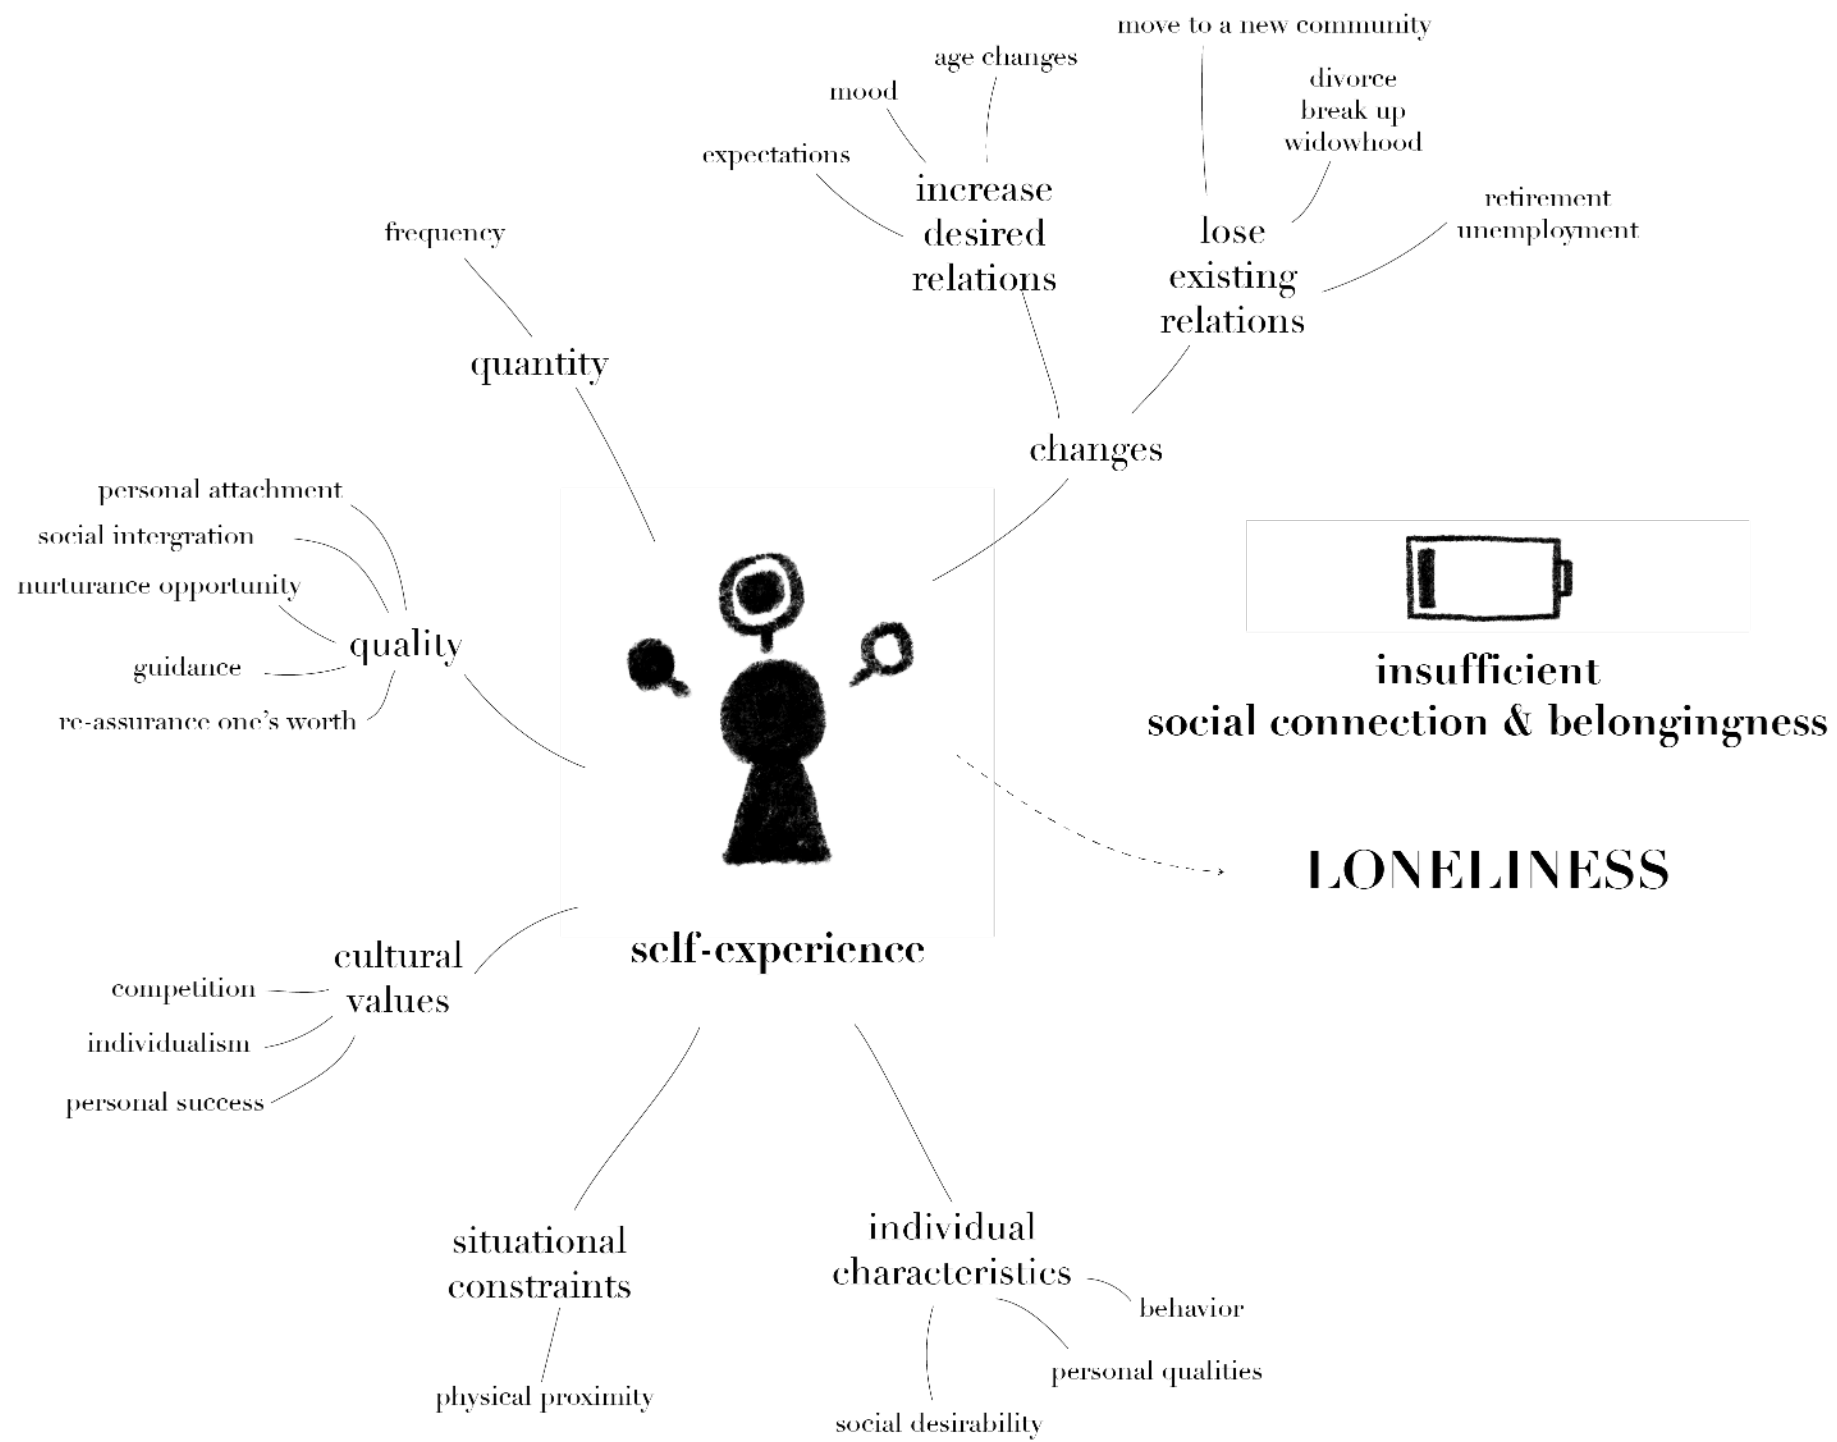 move to a new community
age changes
mood
divorce
break up
widowhood
expectations
increase
desired
relations
retirement
unemployment
lose
existing
relations
frequency
quantity
changes
personal attachment
social intergration
nurturance opportunity
quality
guidance
re-assurance one's worth
insufficient
social connection & belongingness
LONELINESS
self-experience
cultural
values
competition
individualism
personal success
situational
constraints
physical proximity
individual
characteristics
behavior
personal qualities
social desirability